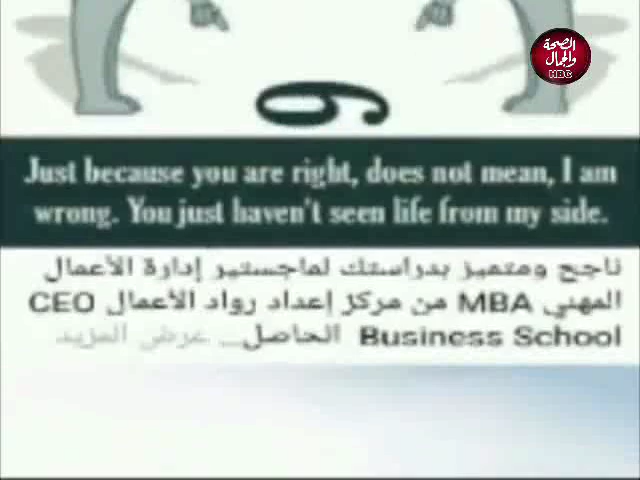 الصحة
والجمال
HBC
6
Just because you are right, does not mean, I am
wrong. You just haven't seen life from my side.
ناجح ومتميز بدراستك لماجستير إدارة الأعمال
المهني MBA من مركز إعداد رواد الأعمال CEO
Business School الحاصل... عرض المزيد